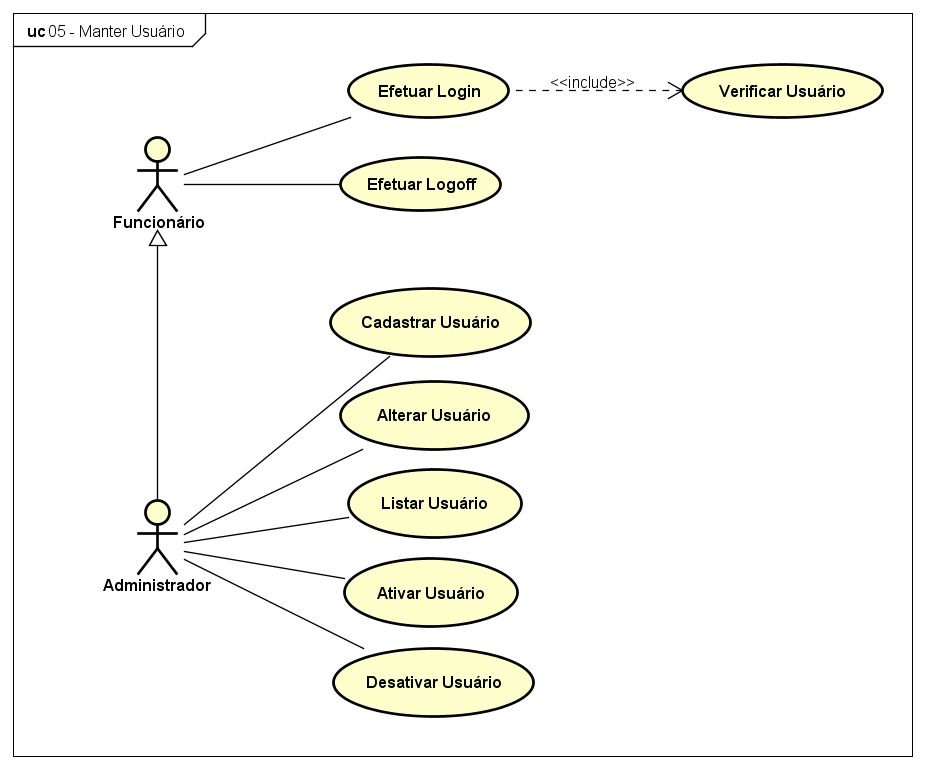 uc 05 - Manter Usuário
Efetuar Login
<<include>>
Verificar Usuário
Efetuar Logoff
Funcionário
Cadastrar Usuário
Alterar Usuário
Listar Usuário
Administrador
Ativar Usuário
Desativar Usuário